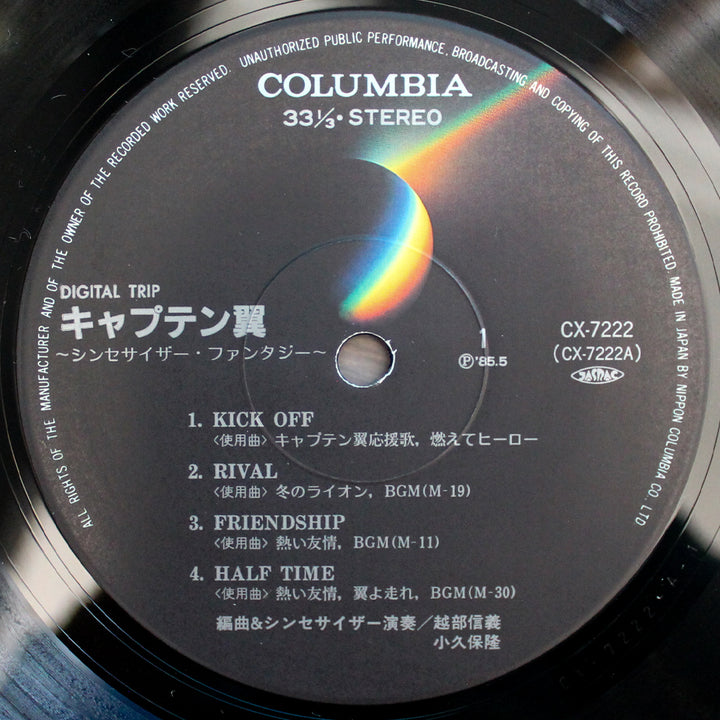 ALL RIGHTS OF THE MANUFACTURER AND OF THE OWNER OF THE RECORDED WORK RESERVED. UNAUTHORIZED PUBLIC PERFORMANCE, BROADCASTING AND COPYING OF THIS RECORD PROHIBITED. MADE IN JAPAN BY NIPPON COLUMBIA CO. LTD
COLUMBIA
33⅓・STEREO
DIGITAL TRIP
キャプテン翼
〜シンセサイザー・ファンタジー〜
1
Ⓟ'85.5
CX-7222
(CX-7222A)
JASRAC
1. KICK OFF
〈使用曲〉キャプテン翼応援歌, 燃えてヒーロー
2. RIVAL
〈使用曲〉冬のライオン, BGM(M-19)
3. FRIENDSHIP
〈使用曲〉熱い友情, BGM(M-11)
4. HALF TIME
〈使用曲〉熱い友情, 翼よ走れ, BGM(M-30)
編曲&シンセサイザー演奏／越部信義
小久保隆